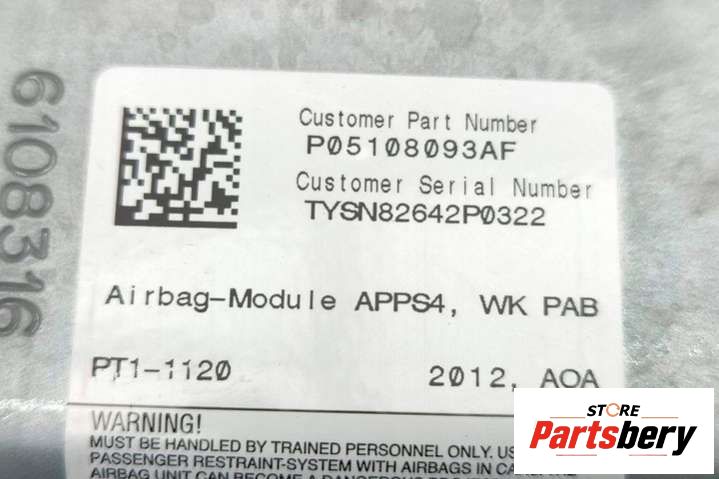 6108316
Customer Part Number
P05108093AF
Customer Serial Number
TYSN82642P0322
Airbag-Module APPS4, WK PAB
PT1-1120 2012, AOA
WARNING!
MUST BE HANDLED BY TRAINED PERSONNEL ONLY.
PASSENGER RESTRAINT-SYSTEM WITH AIRBAGS IN
AIRBAG UNIT CAN BECOME A DANGEROUS
STORE
Partsbery